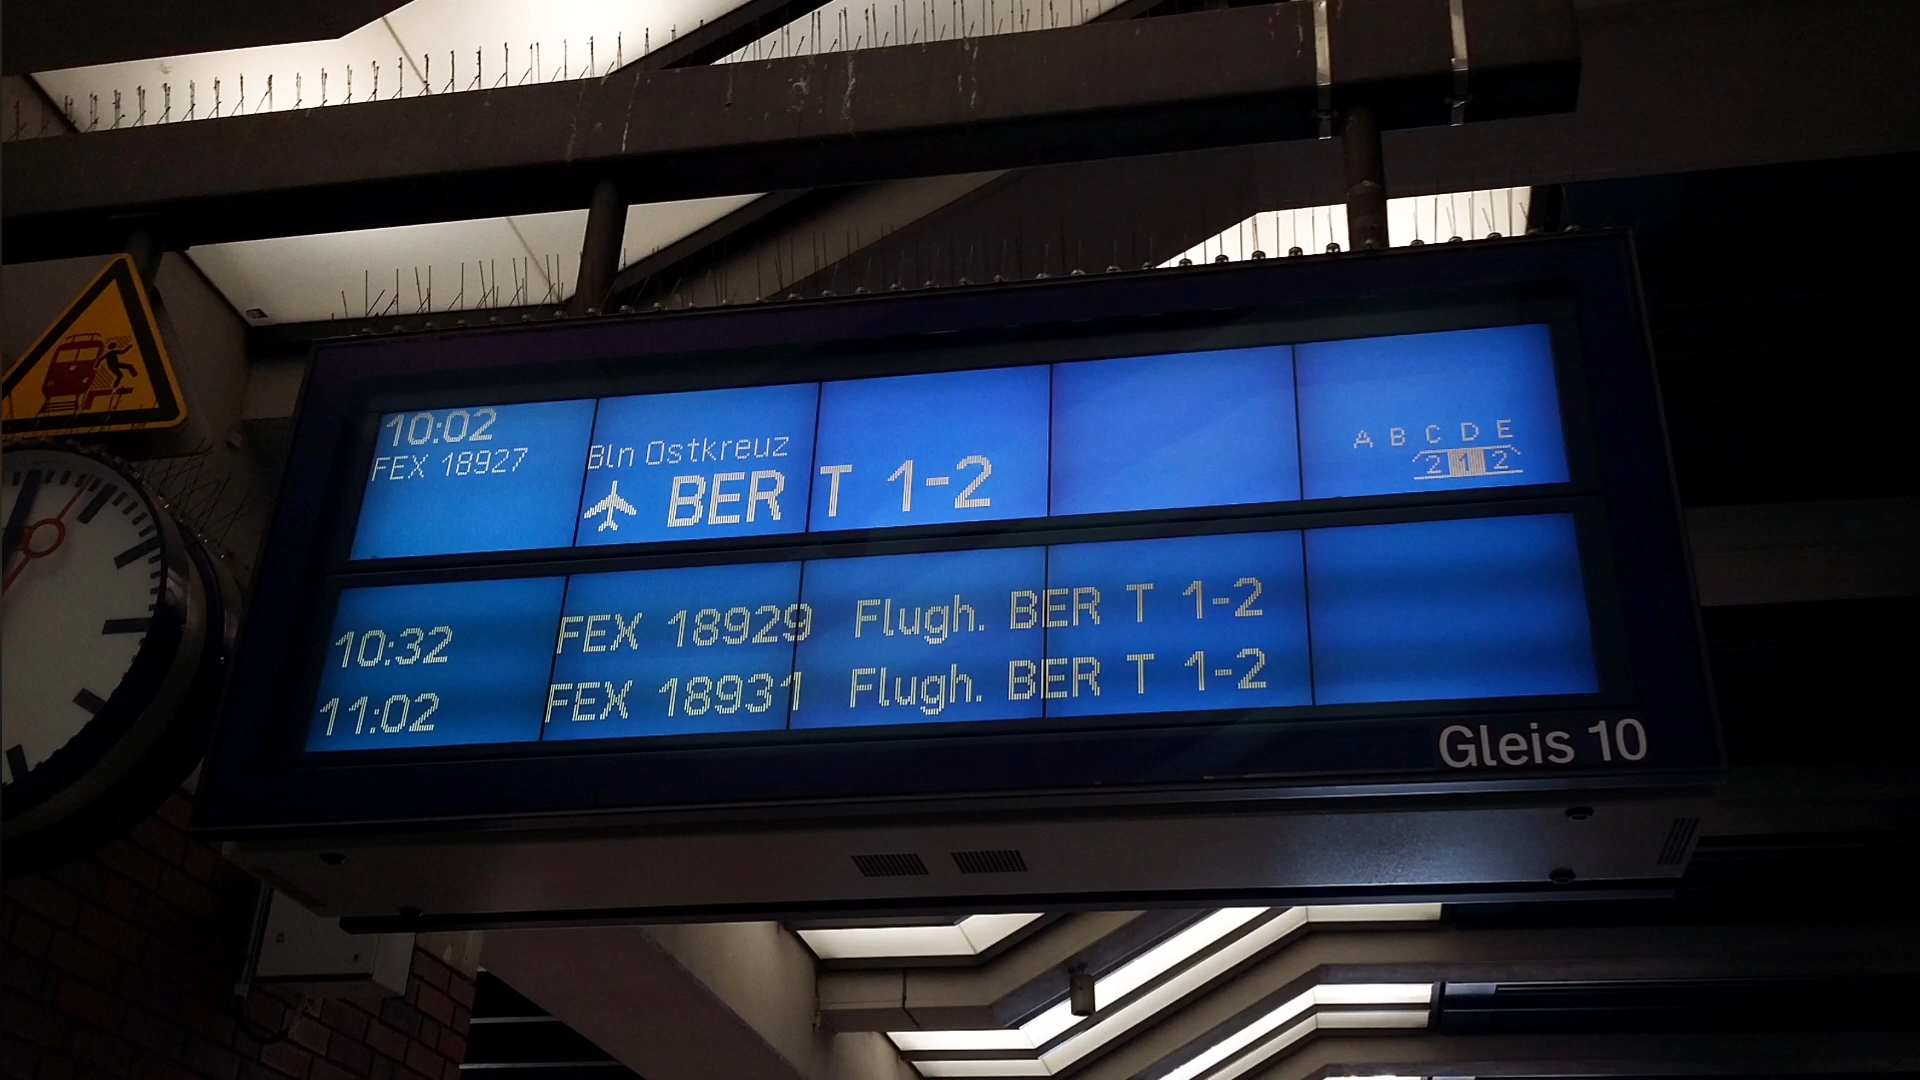 10:02
FEX 18927
Bln Ostkreuz
BER T 1-2
A B C D E
2 1 2
10:32 FEX 18929 Flugh. BER T 1-2
11:02 FEX 18931 Flugh. BER T 1-2
Gleis 10